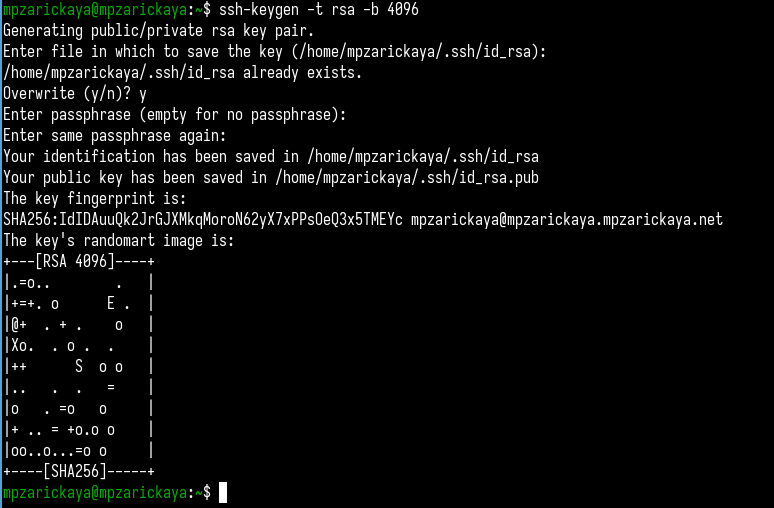 mpzarickaya@mpzarickaya:~$ ssh-keygen -t rsa -b 4096
Generating public/private rsa key pair.
Enter file in which to save the key (/home/mpzarickaya/.ssh/id_rsa):
/home/mpzarickaya/.ssh/id_rsa already exists.
Overwrite (y/n)? y
Enter passphrase (empty for no passphrase):
Enter same passphrase again:
Your identification has been saved in /home/mpzarickaya/.ssh/id_rsa
Your public key has been saved in /home/mpzarickaya/.ssh/id_rsa.pub
The key fingerprint is:
SHA256:IdIDAuuQk2JrGJXMkqMoroN62yX7xPPsOeQ3x5TMEYc mpzarickaya@mpzarickaya.mpzarickaya.net
The key's randomart image is:
+---[RSA 4096]----+
|.=o..        .   |
|+=+. o      E .  |
|@+  . + .    o   |
|Xo.  . o .  .    |
|++      S  o o   |
|..   .  .   =    |
|o   . =o   o     |
|+ .. = +o.o o    |
|oo..o...=o o     |
+----[SHA256]-----+
mpzarickaya@mpzarickaya:~$